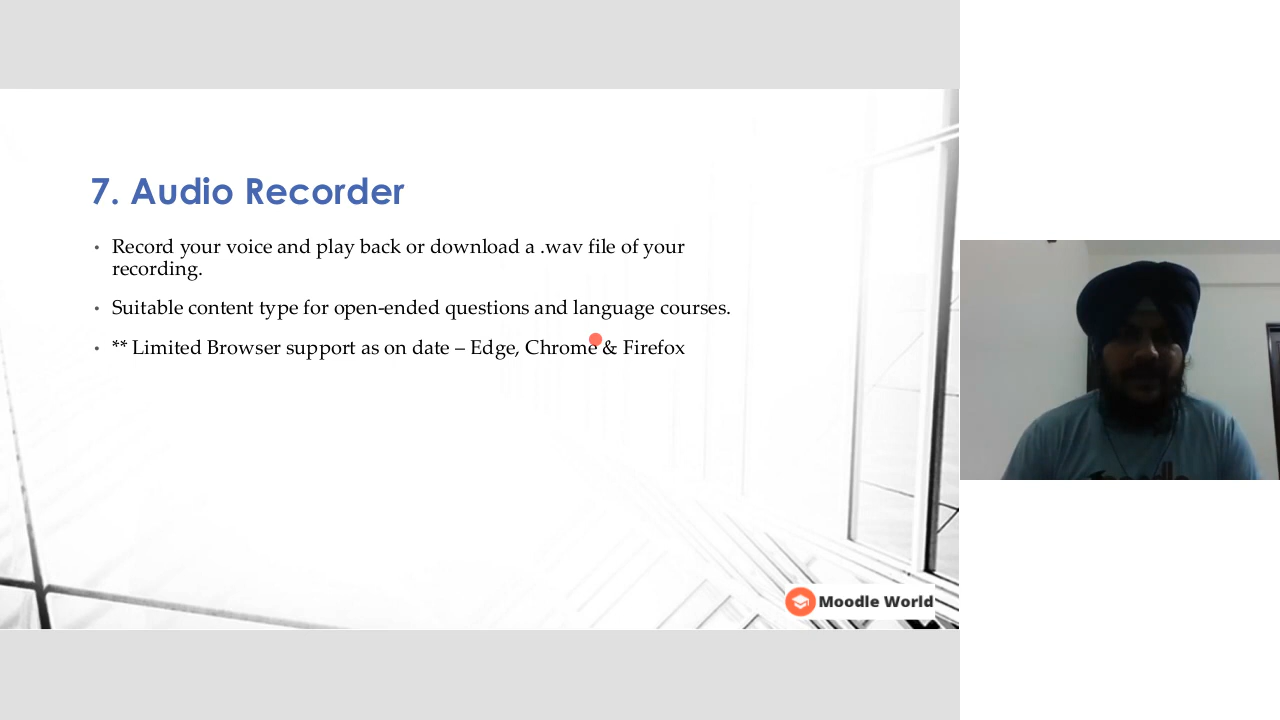 7. Audio Recorder
• Record your voice and play back or download a .wav file of your
recording.
• Suitable content type for open-ended questions and language courses.
• ** Limited Browser support as on date – Edge, Chrome & Firefox
Moodle World